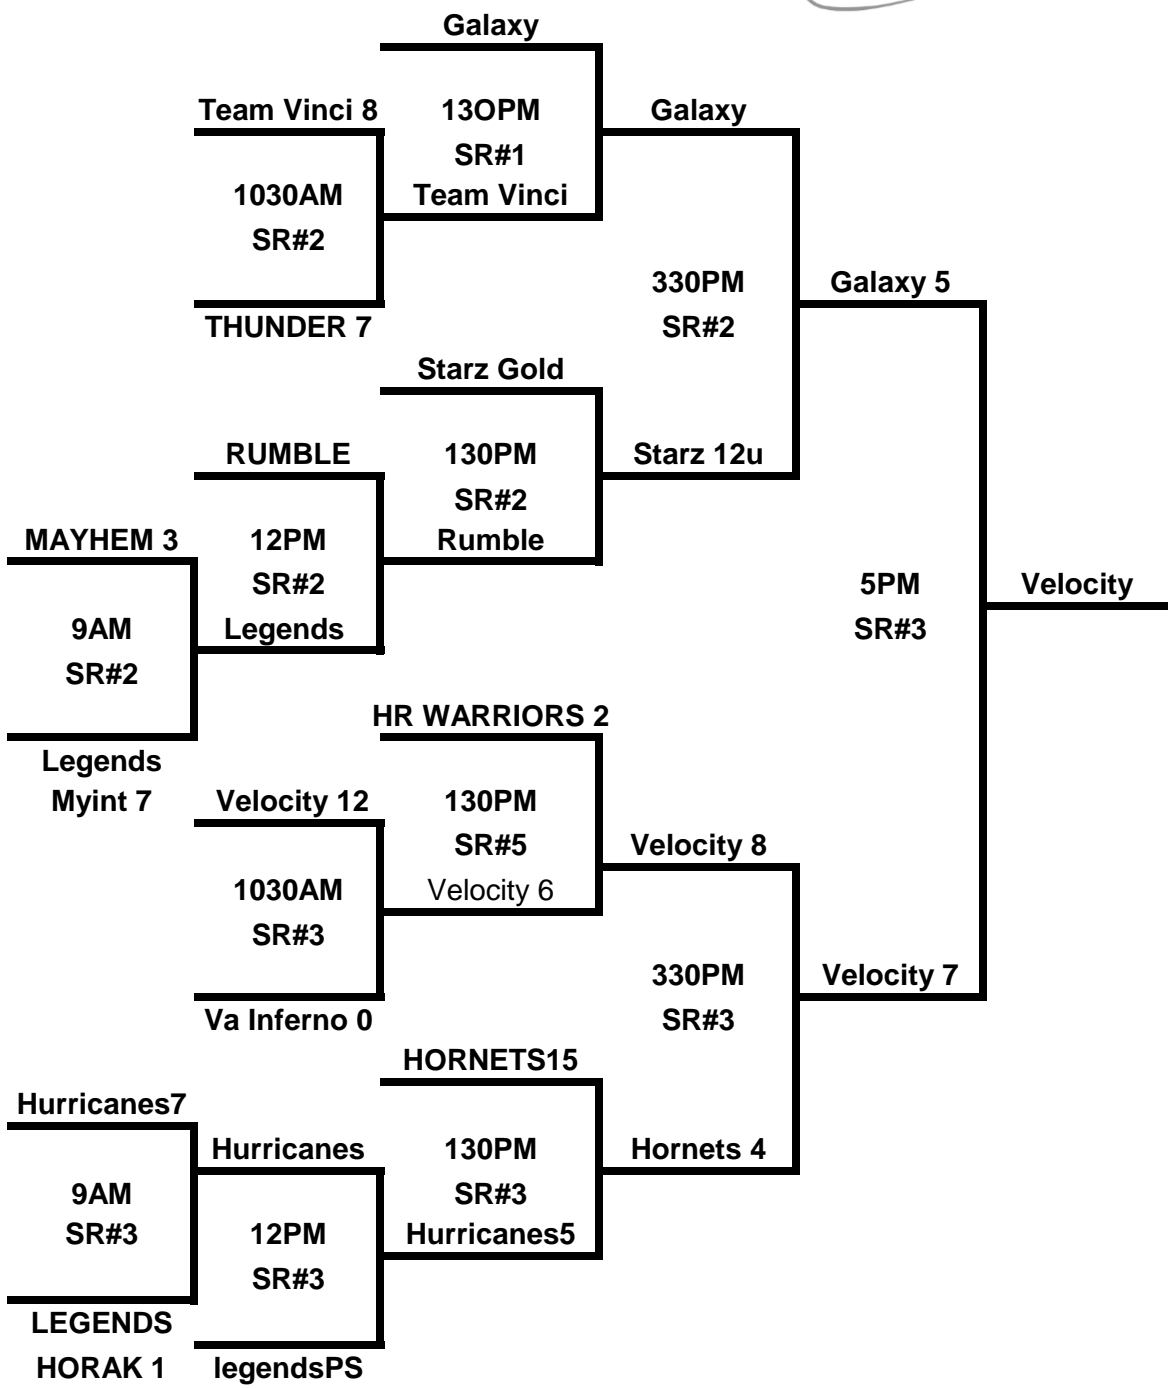 Galaxy
Team Vinci 8
13OPM
Galaxy
SR#1
1030AM
Team Vinci
SR#2
330PM
Galaxy 5
THUNDER 7
SR#2
Starz Gold
RUMBLE
130PM
Starz 12u
SR#2
MAYHEM 3
12PM
Rumble
SR#2
5PM
Velocity
9AM
Legends
SR#3
SR#2
HR WARRIORS 2
Legends
Myint 7
Velocity 12
130PM
SR#5
Velocity 8
1030AM
Velocity 6
SR#3
330PM
Velocity 7
Va Inferno 0
SR#3
HORNETS15
Hurricanes7
Hurricanes
130PM
Hornets 4
9AM
SR#3
SR#3
12PM
Hurricanes5
SR#3
LEGENDS
HORAK 1
legendsPS